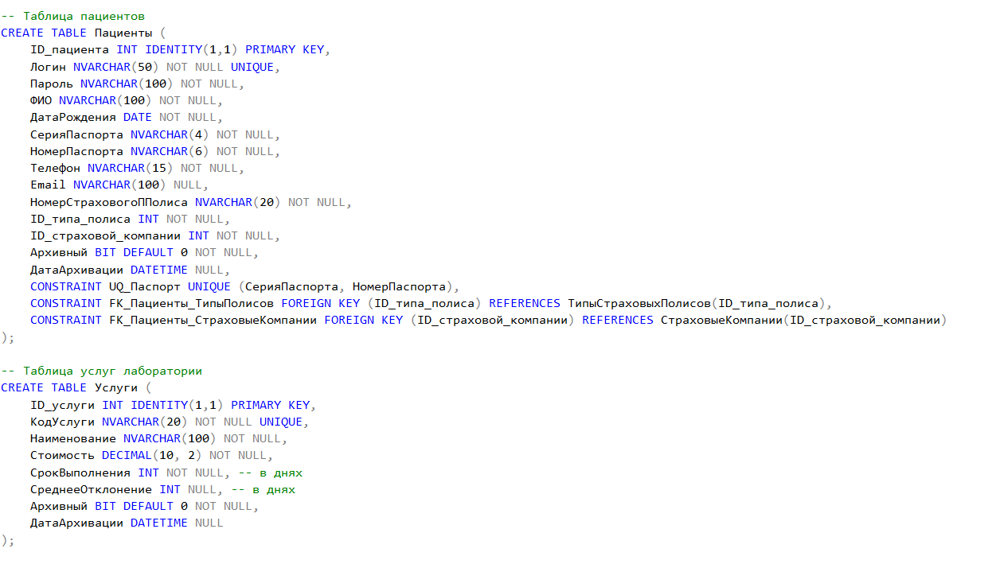 -- Таблица пациентов
CREATE TABLE Пациенты (
    ID_пациента INT IDENTITY(1,1) PRIMARY KEY,
    Логин NVARCHAR(50) NOT NULL UNIQUE,
    Пароль NVARCHAR(100) NOT NULL,
    ФИО NVARCHAR(100) NOT NULL,
    ДатаРождения DATE NOT NULL,
    СерияПаспорта NVARCHAR(4) NOT NULL,
    НомерПаспорта NVARCHAR(6) NOT NULL,
    Телефон NVARCHAR(15) NOT NULL,
    Email NVARCHAR(100) NULL,
    НомерСтраховогоППолиса NVARCHAR(20) NOT NULL,
    ID_типа_полиса INT NOT NULL,
    ID_страховой_компании INT NOT NULL,
    Архивный BIT DEFAULT 0 NOT NULL,
    ДатаАрхивации DATETIME NULL,
    CONSTRAINT UQ_Паспорт UNIQUE (СерияПаспорта, НомерПаспорта),
    CONSTRAINT FK_Пациенты_ТипыПолисов FOREIGN KEY (ID_типа_полиса) REFERENCES ТипыСтраховыхПолисов(ID_типа_полиса),
    CONSTRAINT FK_Пациенты_СтраховыеКомпании FOREIGN KEY (ID_страховой_компании) REFERENCES СтраховыеКомпании(ID_страховой_компании)
);
-- Таблица услуг лаборатории
CREATE TABLE Услуги (
    ID_услуги INT IDENTITY(1,1) PRIMARY KEY,
    КодУслуги NVARCHAR(20) NOT NULL UNIQUE,
    Наименование NVARCHAR(100) NOT NULL,
    Стоимость DECIMAL(10, 2) NOT NULL,
    СрокВыполнения INT NOT NULL, -- в днях
    СреднееОтклонение INT NULL, -- в днях
    Архивный BIT DEFAULT 0 NOT NULL,
    ДатаАрхивации DATETIME NULL
);